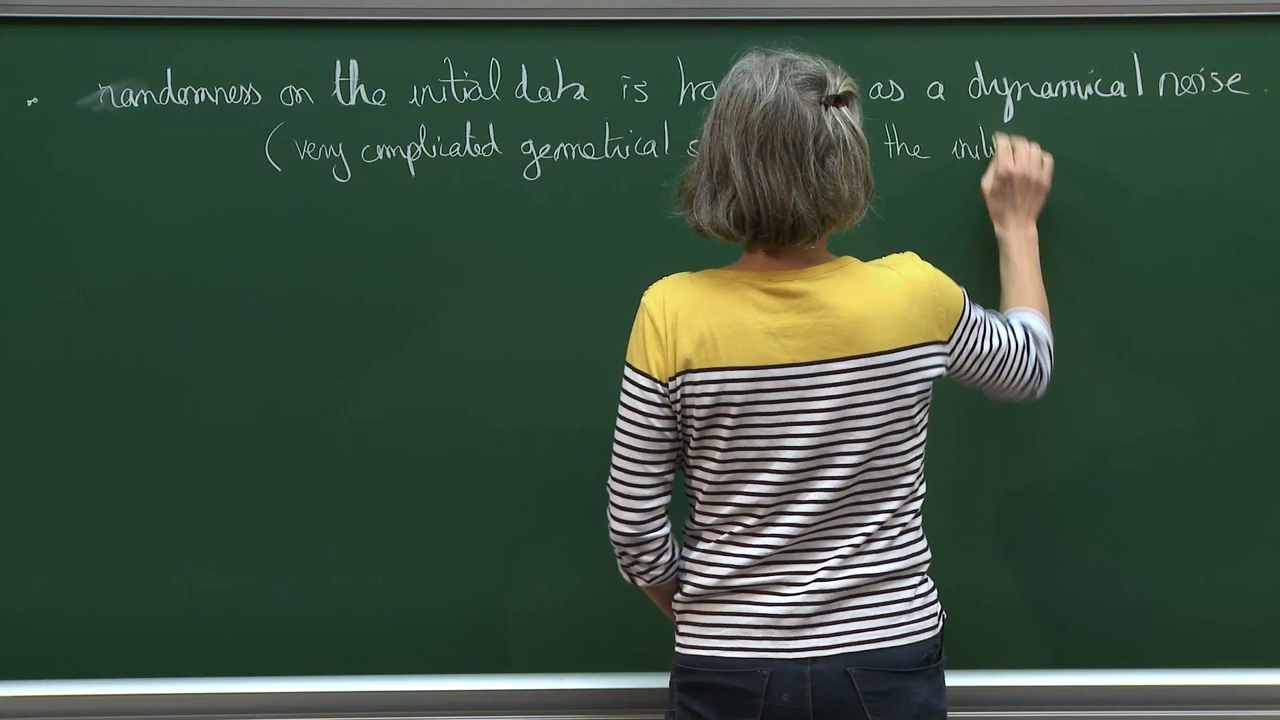 randomness on the initial data is as a dynamical noise
(very complicated geometrical the